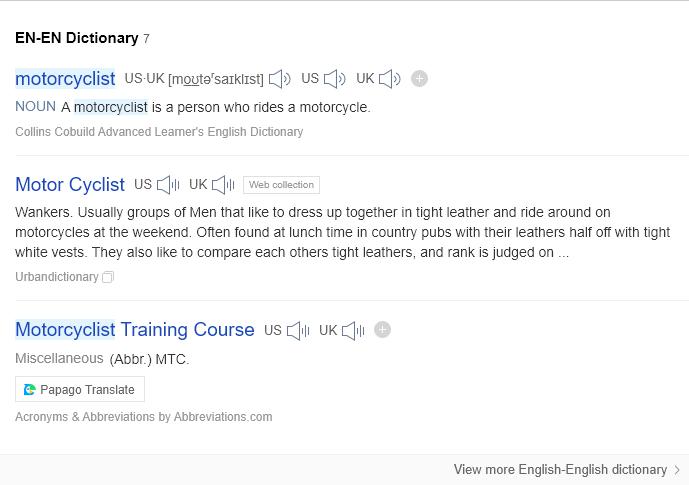 EN-EN Dictionary 7
motorcyclist US·UK [moʊtəʳsaɪklɪst] US UK
NOUN A motorcyclist is a person who rides a motorcycle.
Collins Cobuild Advanced Learner's English Dictionary
Motor Cyclist US UK Web collection
Wankers. Usually groups of Men that like to dress up together in tight leather and ride around on
motorcycles at the weekend. Often found at lunch time in country pubs with their leathers half off with tight
white vests. They also like to compare each others tight leathers, and rank is judged on ...
Urbandictionary
Motorcyclist Training Course US UK
Miscellaneous (Abbr.) MTC.
Papago Translate
Acronyms & Abbreviations by Abbreviations.com
View more English-English dictionary